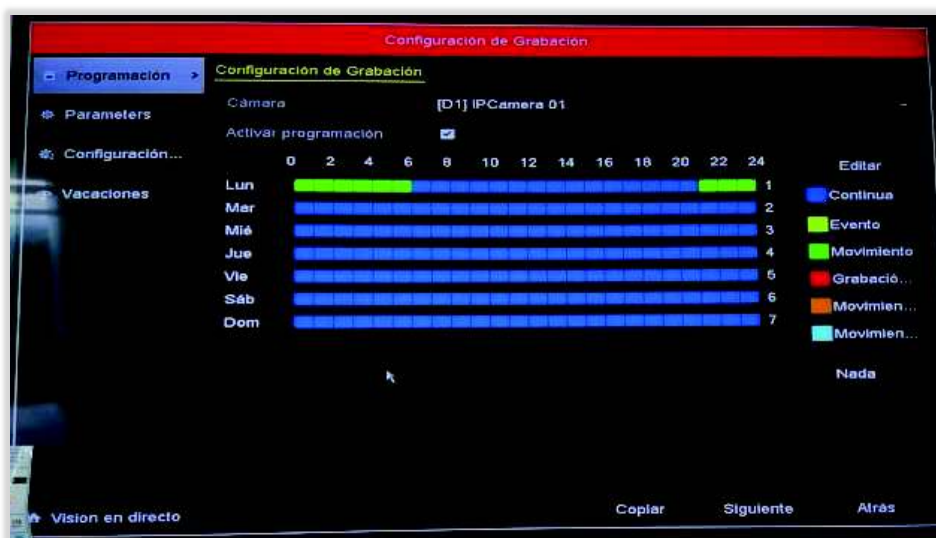 Configuración de Grabación
Programación >
Configuración de Grabación
Cámara [D1] IPCamera 01
Parameters
Activar programación
Configuración...
0 2 4 6 8 10 12 14 16 18 20 22 24
Editar
Vacaciones
Lun 1
Continua
Mar 2
Mié 3
Evento
Jue 4
Movimiento
Vie 5
Grabació...
Sáb 6
Movimien...
Dom 7
Movimien...
Nada
Copiar Siguiente Atrás
Vision en directo